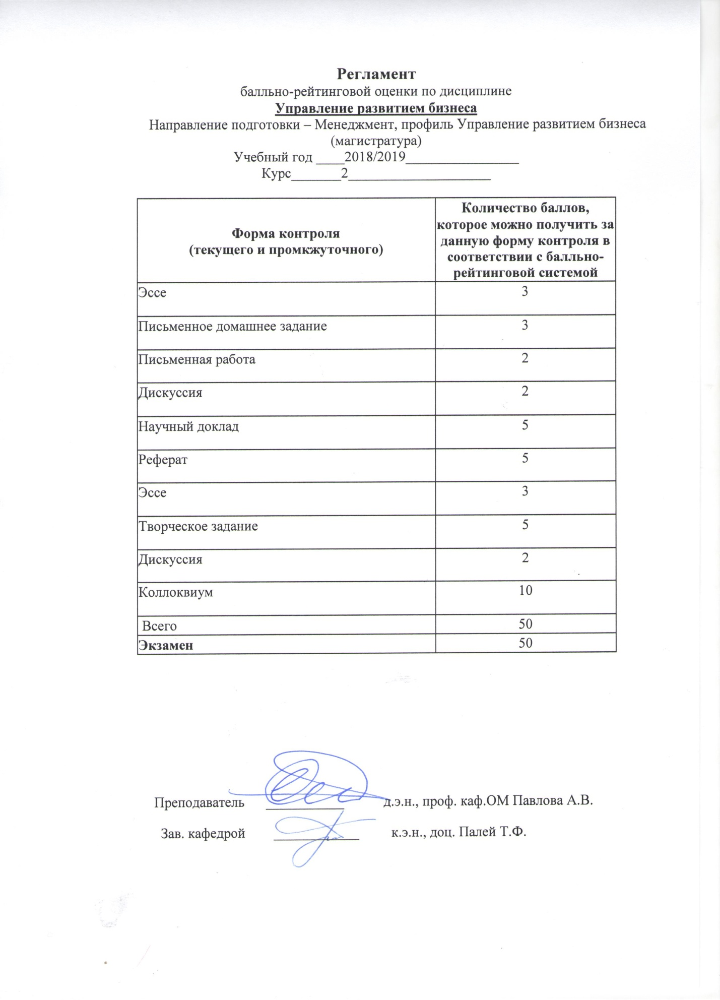 Регламент
балльно-рейтинговой оценки по дисциплине
Управление развитием бизнеса
Направление подготовки – Менеджмент, профиль Управление развитием бизнеса
(магистратура)
Учебный год ____2018/2019________________
Курс_______2____________________
Форма контроля
(текущего и промкжуточного)
Количество баллов,
которое можно получить за
данную форму контроля в
соответствии с балльно-
рейтинговой системой
Эссе 3
Письменное домашнее задание 3
Письменная работа 2
Дискуссия 2
Научный доклад 5
Реферат 5
Эссе 3
Творческое задание 5
Дискуссия 2
Коллоквиум 10
Всего 50
Экзамен 50
Преподаватель ___________ д.э.н., проф. каф.ОМ Павлова А.В.
Зав. кафедрой ____________ к.э.н., доц. Палей Т.Ф.